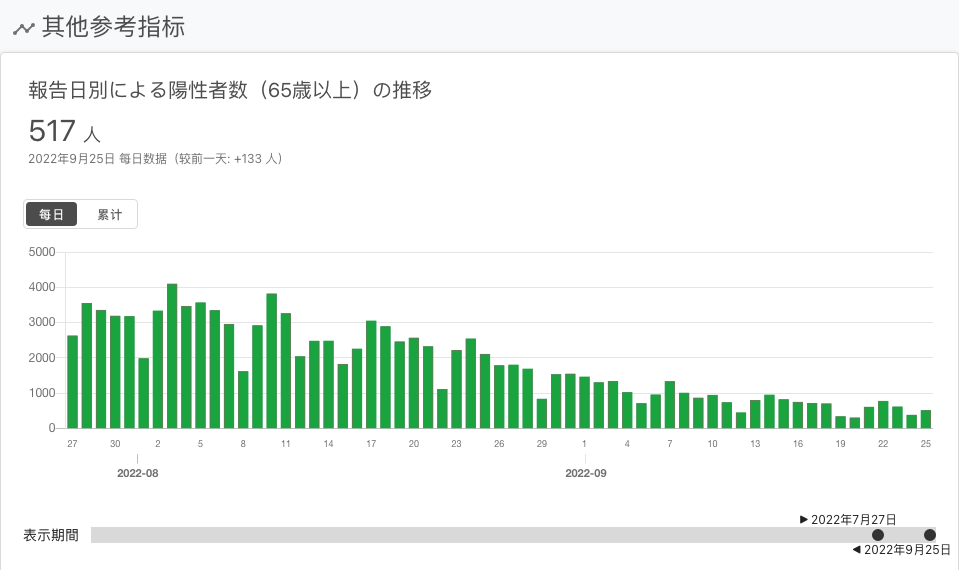 其他参考指标
報告日別による陽性者数（65歳以上）の推移
517 人
2022年9月25日 每日数据（较前一天: +133 人）
每日 累计
5000
4000
3000
2000
1000
0
27 30 2 5 8 11 14 17 20 23 26 29 1 4 7 10 13 16 19 22 25
2022-08 2022-09
2022年7月27日
表示期間
2022年9月25日